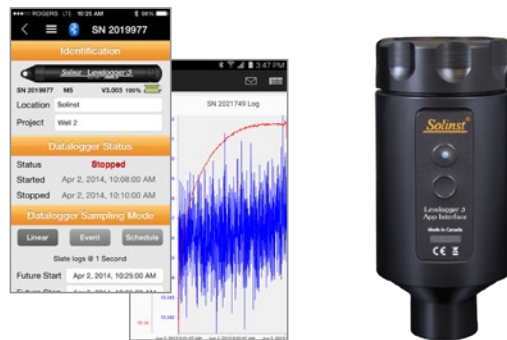 ROGERS LTE 10:25 AM 98%
SN 2019977
Identification
Solinst Levelogger 5
SN 2019977 M5 V3.003 100%
Location Solinst
Project Well 2
Datalogger Status
Status Stopped
Started Apr 2, 2014, 10:08:00 AM
Stopped Apr 2, 2014, 10:10:00 AM
Datalogger Sampling Mode
Linear Event Schedule
Slate logs @ 1 Second
Future Start Apr 2, 2014, 10:25:00 AM
3:47 PM
SN 2021749 Log
Solinst®
Levelogger 5
App Interface
Made in Canada
CE